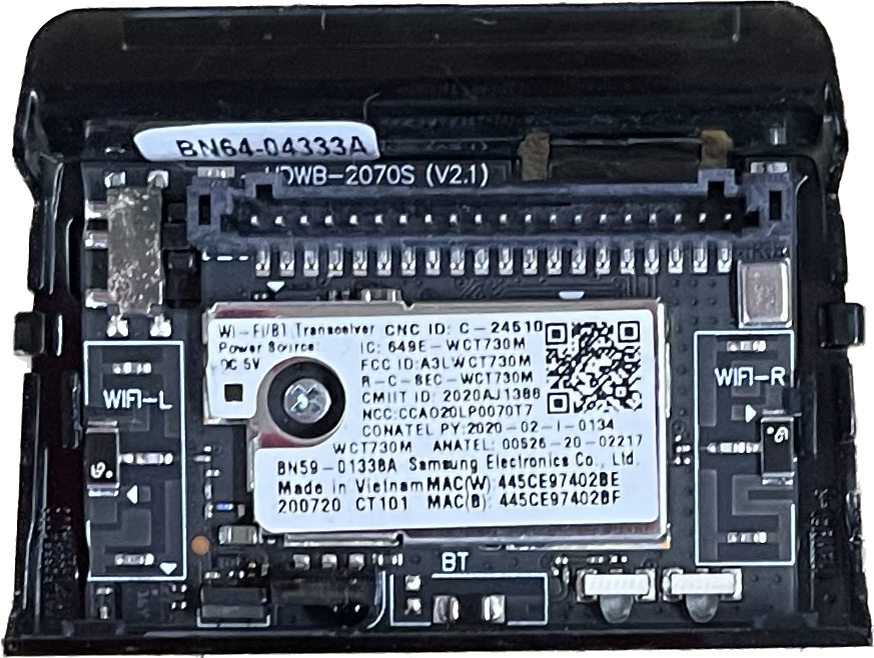 BN64-04333A
WDWB-2070S (V2.1)
Wi-Fi/BT Transceiver CNC ID: C-24510
Power Source: IC: 649E-WCT730M
DC 5V FCC ID:A3LWCT730M
R-C-SEC-WCT730M
CMIIT ID: 2020AJ1388
NCC:CCAO20LP0070T7
CONATEL PY:2020-02-I-0134
WCT730M ANATEL: 00526-20-02217
BN59-01338A Samsung Electronics Co., Ltd.
Made in Vietnam MAC(W): 445CE97402BE
200720 CT101 MAC(B): 445CE97402BF
WIFI-L
WIFI-R
BT